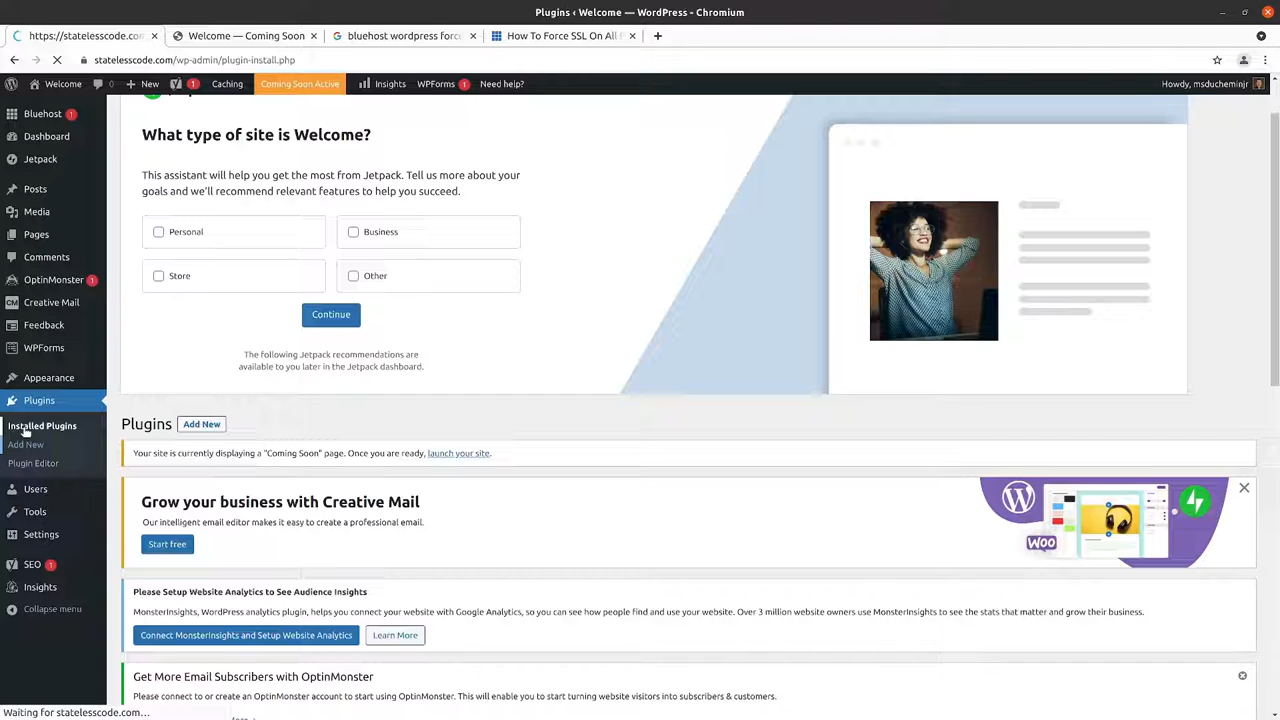 Plugins ‹ Welcome — WordPress - Chromium
https://statelesscode.com
Welcome — Coming Soon
bluehost wordpress forc
How To Force SSL On All
statelesscode.com/wp-admin/plugin-install.php
Welcome
0
New
1
Caching
Coming Soon Active
Insights
WPForms 1
Need help?
Howdy, msducheminjr
Bluehost 1
Dashboard
Jetpack
Posts
Media
Pages
Comments
OptinMonster 1
Creative Mail
Feedback
WPForms
Appearance
Plugins
Installed Plugins
Add New
Plugin Editor
Users
Tools
Settings
SEO 1
Insights
Collapse menu
What type of site is Welcome?
This assistant will help you get the most from Jetpack. Tell us more about your
goals and we'll recommend relevant features to help you succeed.
Personal
Business
Store
Other
Continue
The following Jetpack recommendations are
available to you later in the Jetpack dashboard.
Plugins Add New
Your site is currently displaying a "Coming Soon" page. Once you are ready, launch your site.
Grow your business with Creative Mail
Our intelligent email editor makes it easy to create a professional email.
Start free
WOO
Please Setup Website Analytics to See Audience Insights
MonsterInsights, WordPress analytics plugin, helps you connect your website with Google Analytics, so you can see how people find and use your website. Over 3 million website owners use MonsterInsights to see the stats that matter and grow their business.
Connect MonsterInsights and Setup Website Analytics
Learn More
Get More Email Subscribers with OptinMonster
Please connect to or create an OptinMonster account to start using OptinMonster. This will enable you to start turning website visitors into subscribers & customers.
Waiting for statelesscode.com...